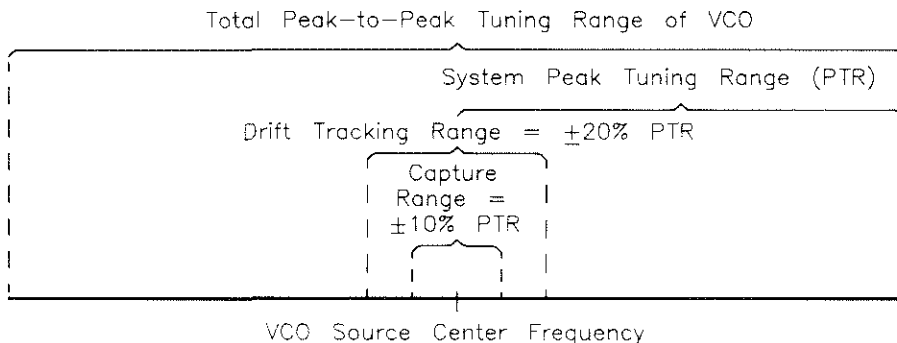 Total Peak-to-Peak Tuning Range of VCO
System Peak Tuning Range (PTR)
Drift Tracking Range = ±20% PTR
Capture
Range =
±10% PTR
VCO Source Center Frequency